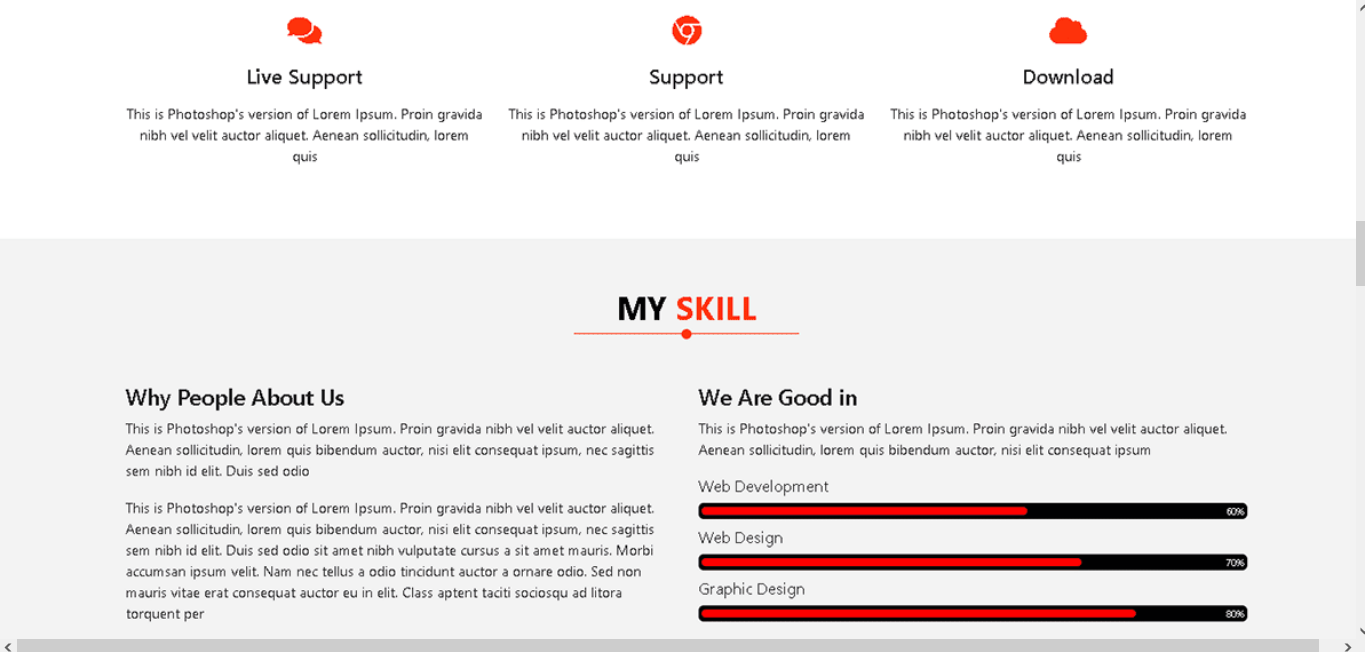 Live Support
This is Photoshop's version of Lorem Ipsum. Proin gravida
nibh vel velit auctor aliquet. Aenean sollicitudin, lorem
quis
Support
This is Photoshop's version of Lorem Ipsum. Proin gravida
nibh vel velit auctor aliquet. Aenean sollicitudin, lorem
quis
Download
This is Photoshop's version of Lorem Ipsum. Proin gravida
nibh vel velit auctor aliquet. Aenean sollicitudin, lorem
quis
MY SKILL
Why People About Us
This is Photoshop's version of Lorem Ipsum. Proin gravida nibh vel velit auctor aliquet.
Aenean sollicitudin, lorem quis bibendum auctor, nisi elit consequat ipsum, nec sagittis
sem nibh id elit. Duis sed odio
This is Photoshop's version of Lorem Ipsum. Proin gravida nibh vel velit auctor aliquet.
Aenean sollicitudin, lorem quis bibendum auctor, nisi elit consequat ipsum, nec sagittis
sem nibh id elit. Duis sed odio sit amet nibh vulputate cursus a sit amet mauris. Morbi
accumsan ipsum velit. Nam nec tellus a odio tincidunt auctor a ornare odio. Sed non
mauris vitae erat consequat auctor eu in elit. Class aptent taciti sociosqu ad litora
torquent per
We Are Good in
This is Photoshop's version of Lorem Ipsum. Proin gravida nibh vel velit auctor aliquet.
Aenean sollicitudin, lorem quis bibendum auctor, nisi elit consequat ipsum
Web Development
60%
Web Design
70%
Graphic Design
80%